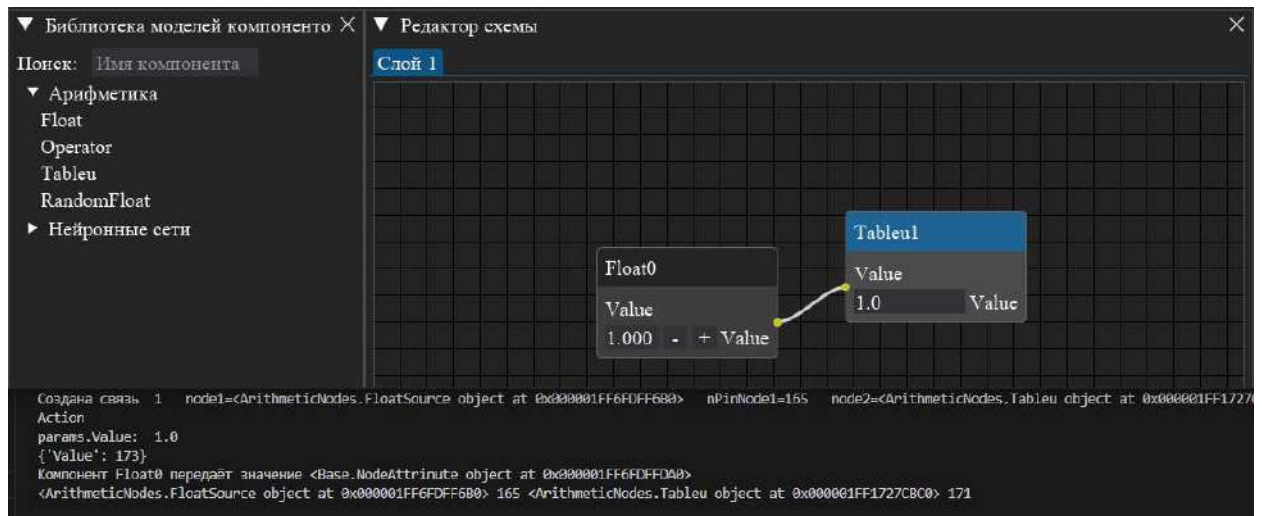 ▼ Библиотека моделей компоненто ×
Поиск: Имя компонента
▼ Арифметика
Float
Operator
Tableu
RandomFloat
▶ Нейронные сети
▼ Редактор схемы ×
Слой 1
Float0
Value
1.000 - + Value
Tableu1
Value
1.0 Value
Создана связь 1 node1=<ArithmeticNodes.FloatSource object at 0x000001FF6FDFF6B0> nPinNode1=165 node2=<ArithmeticNodes.Tableu object at 0x000001FF1727
Action
params.Value: 1.0
{'Value': 173}
Компонент Float0 передаёт значение <Base.NodeAttrinute object at 0x000001FF6FDFFDA0>
<ArithmeticNodes.FloatSource object at 0x000001FF6FDFF6B0> 165 <ArithmeticNodes.Tableu object at 0x000001FF1727CBC0> 171